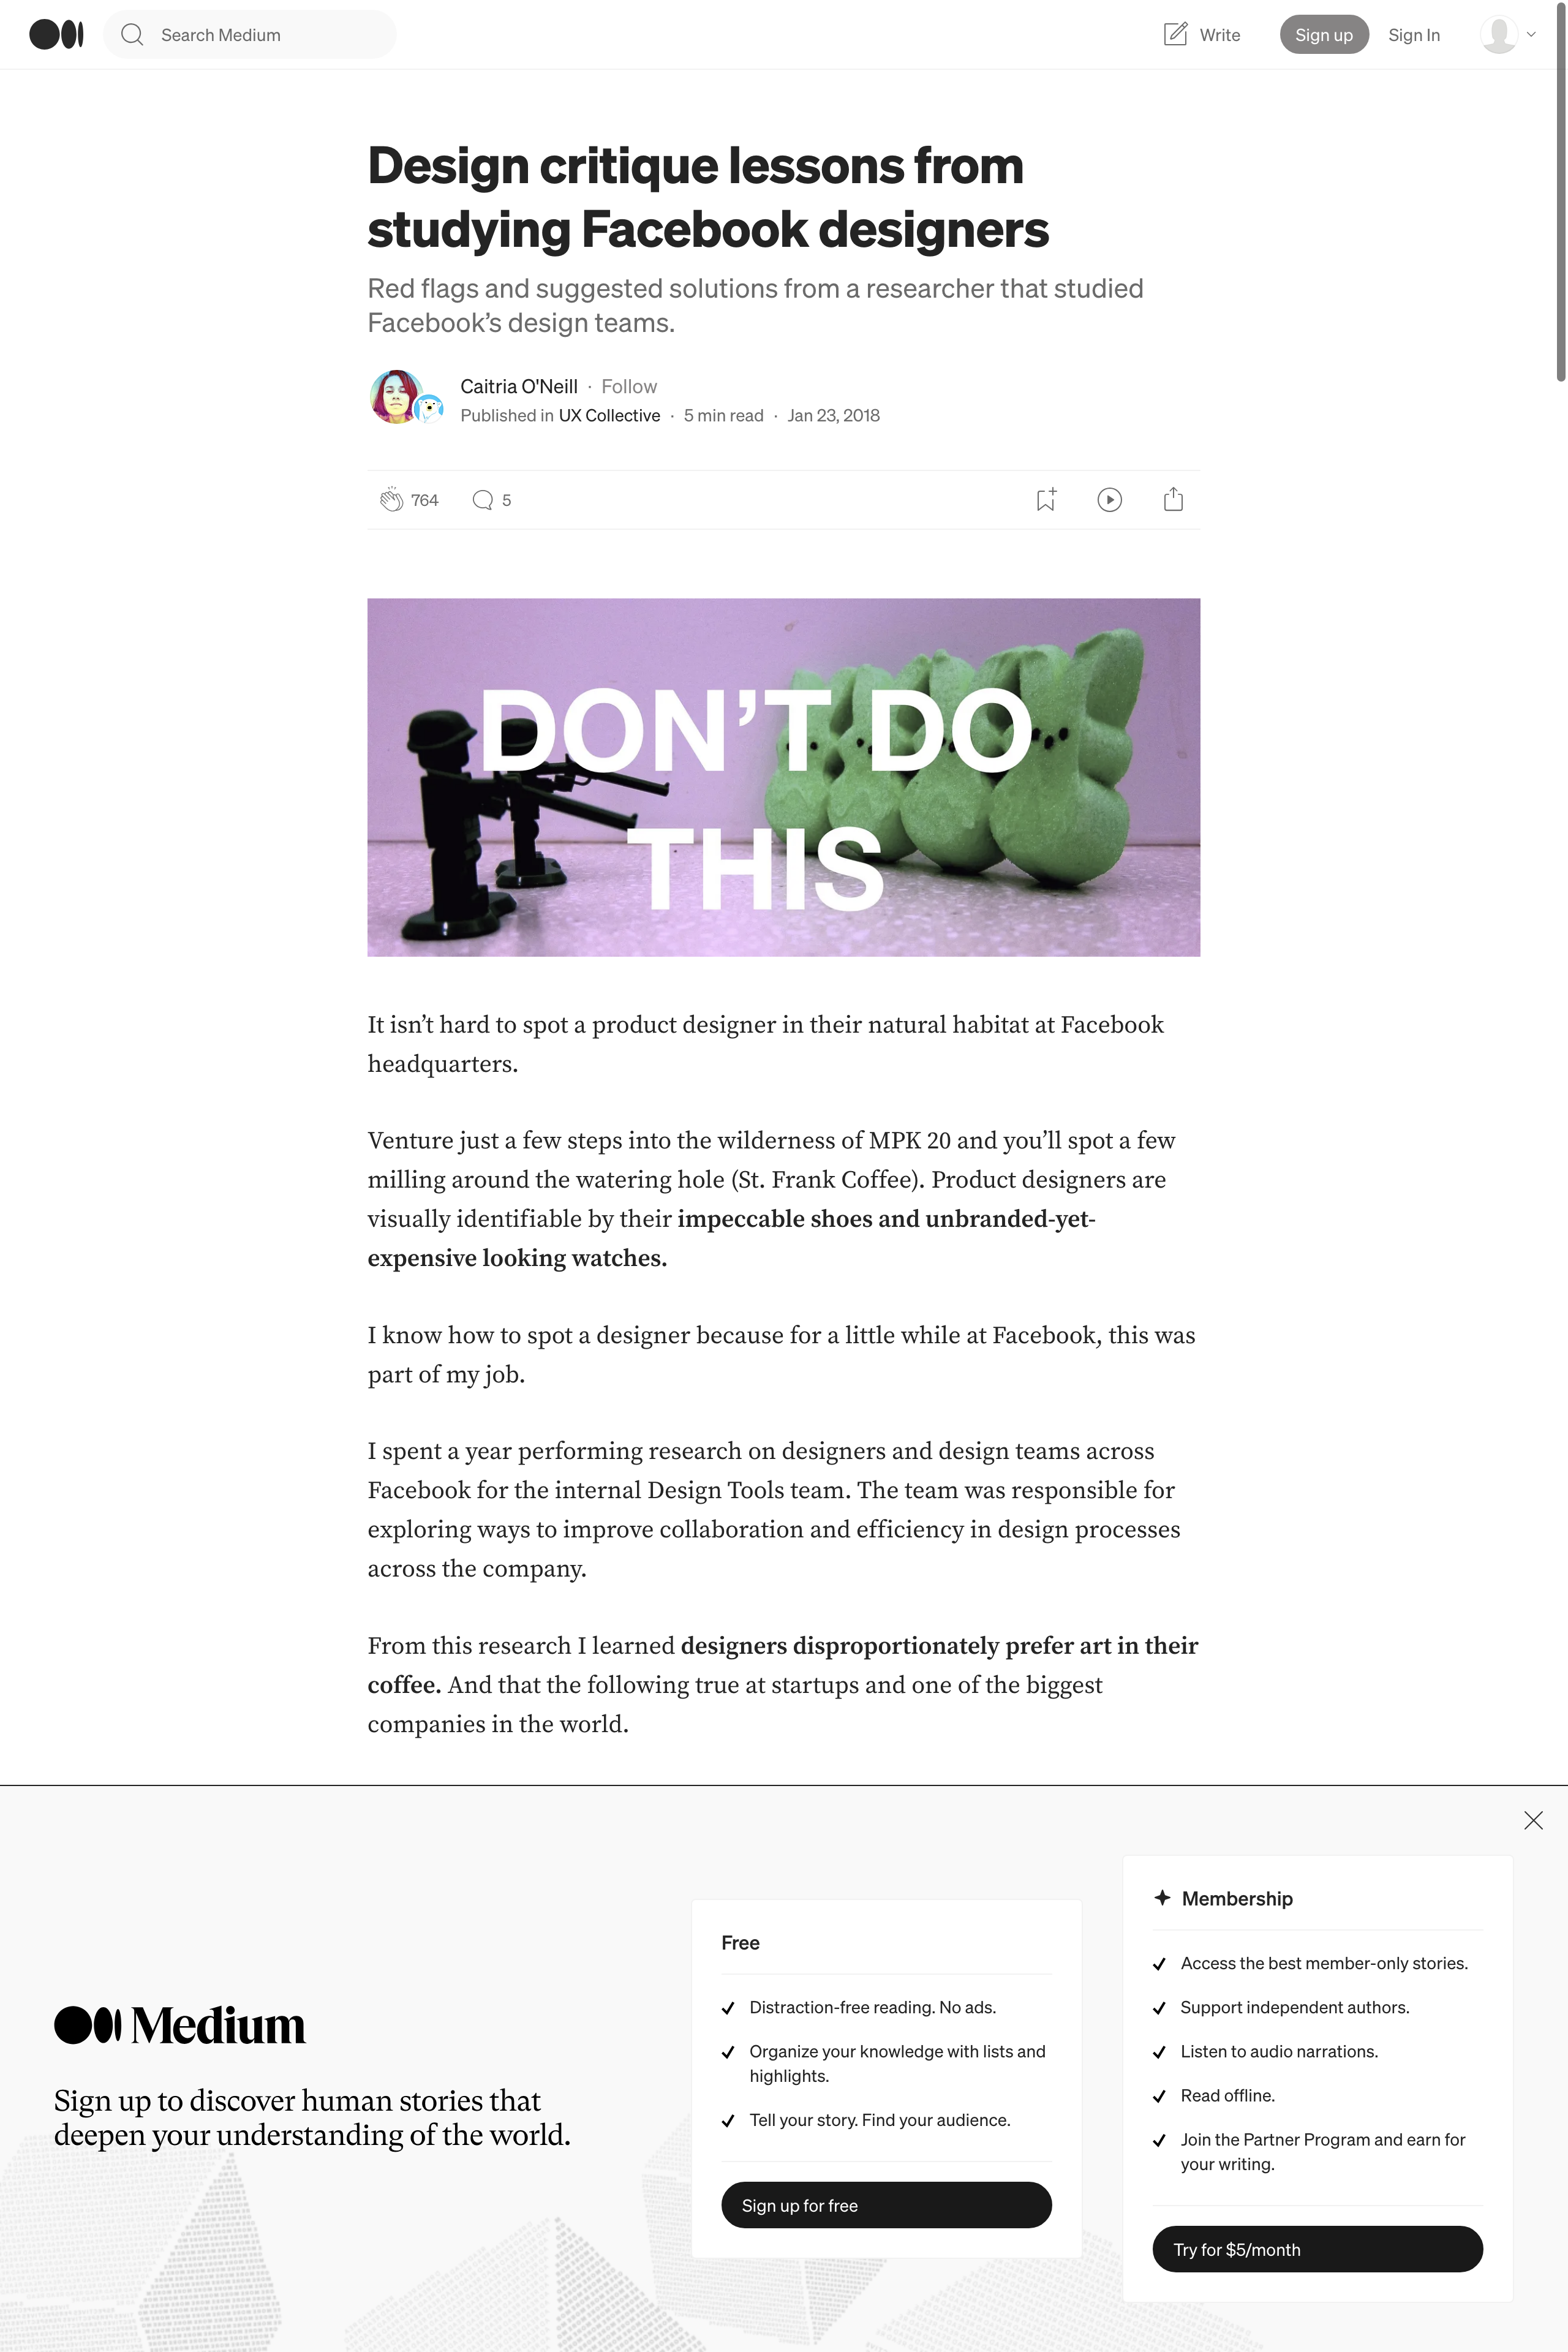 Search Medium
Write
Sign up
Sign In
Design critique lessons from
studying Facebook designers
Red flags and suggested solutions from a researcher that studied
Facebook’s design teams.
Caitria O'Neill · Follow
Published in UX Collective · 5 min read · Jan 23, 2018
764
5
DON’T DO
THIS
It isn’t hard to spot a product designer in their natural habitat at Facebook
headquarters.
Venture just a few steps into the wilderness of MPK 20 and you’ll spot a few
milling around the watering hole (St. Frank Coffee). Product designers are
visually identifiable by their impeccable shoes and unbranded-yet-
expensive looking watches.
I know how to spot a designer because for a little while at Facebook, this was
part of my job.
I spent a year performing research on designers and design teams across
Facebook for the internal Design Tools team. The team was responsible for
exploring ways to improve collaboration and efficiency in design processes
across the company.
From this research I learned designers disproportionately prefer art in their
coffee. And that the following true at startups and one of the biggest
companies in the world.
Medium
Sign up to discover human stories that
deepen your understanding of the world.
Free
Distraction-free reading. No ads.
Organize your knowledge with lists and
highlights.
Tell your story. Find your audience.
Sign up for free
Membership
Access the best member-only stories.
Support independent authors.
Listen to audio narrations.
Read offline.
Join the Partner Program and earn for
your writing.
Try for $5/month